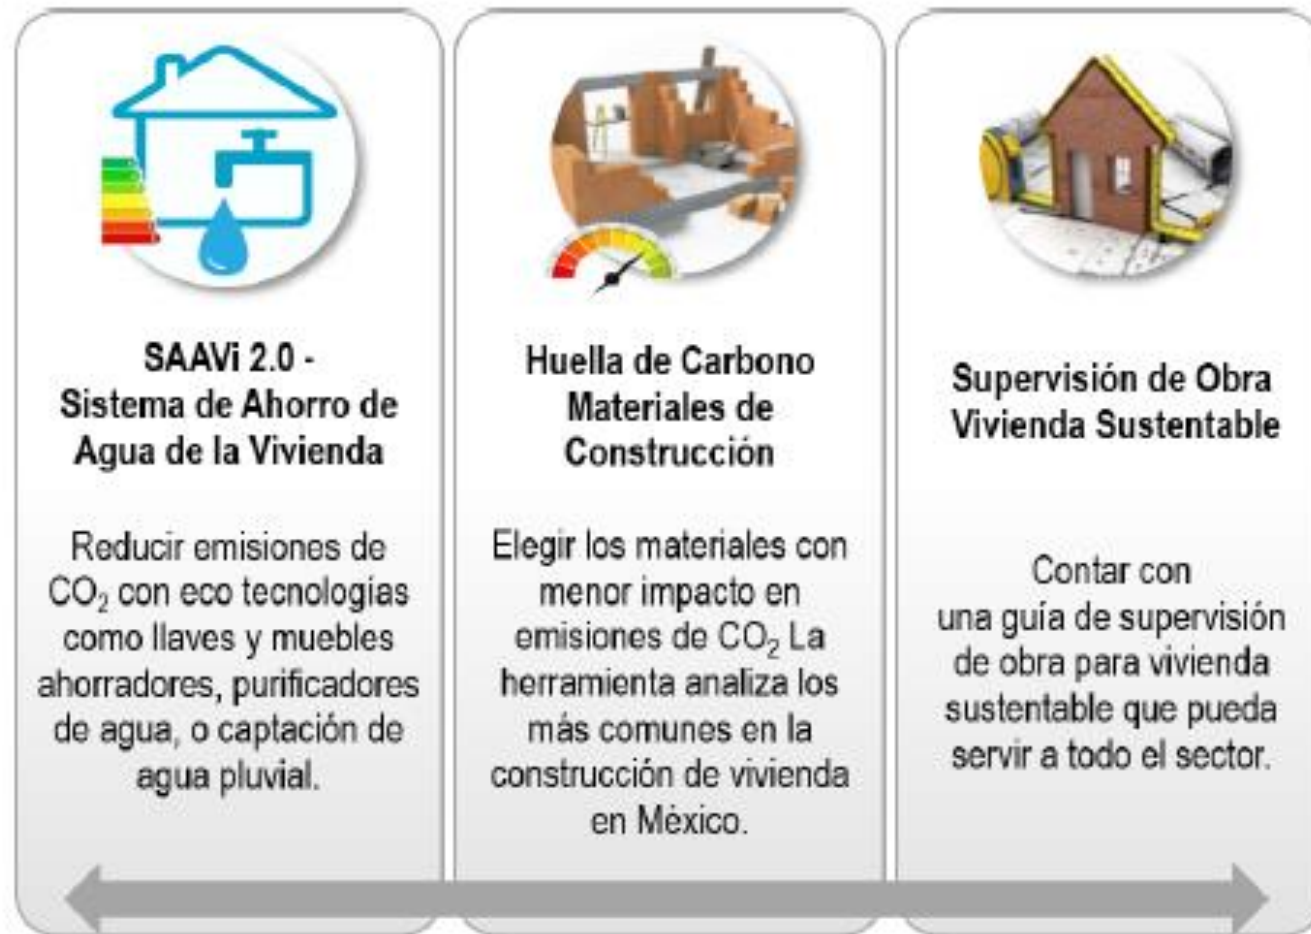 SAAVi 2.0 -
Sistema de Ahorro de
Agua de la Vivienda
Reducir emisiones de
CO₂ con eco tecnologías
como llaves y muebles
ahorradores, purificadores
de agua, o captación de
agua pluvial.
Huella de Carbono
Materiales de
Construcción
Elegir los materiales con
menor impacto en
emisiones de CO₂ La
herramienta analiza los
más comunes en la
construcción de vivienda
en México.
Supervisión de Obra
Vivienda Sustentable
Contar con
una guía de supervisión
de obra para vivienda
sustentable que pueda
servir a todo el sector.